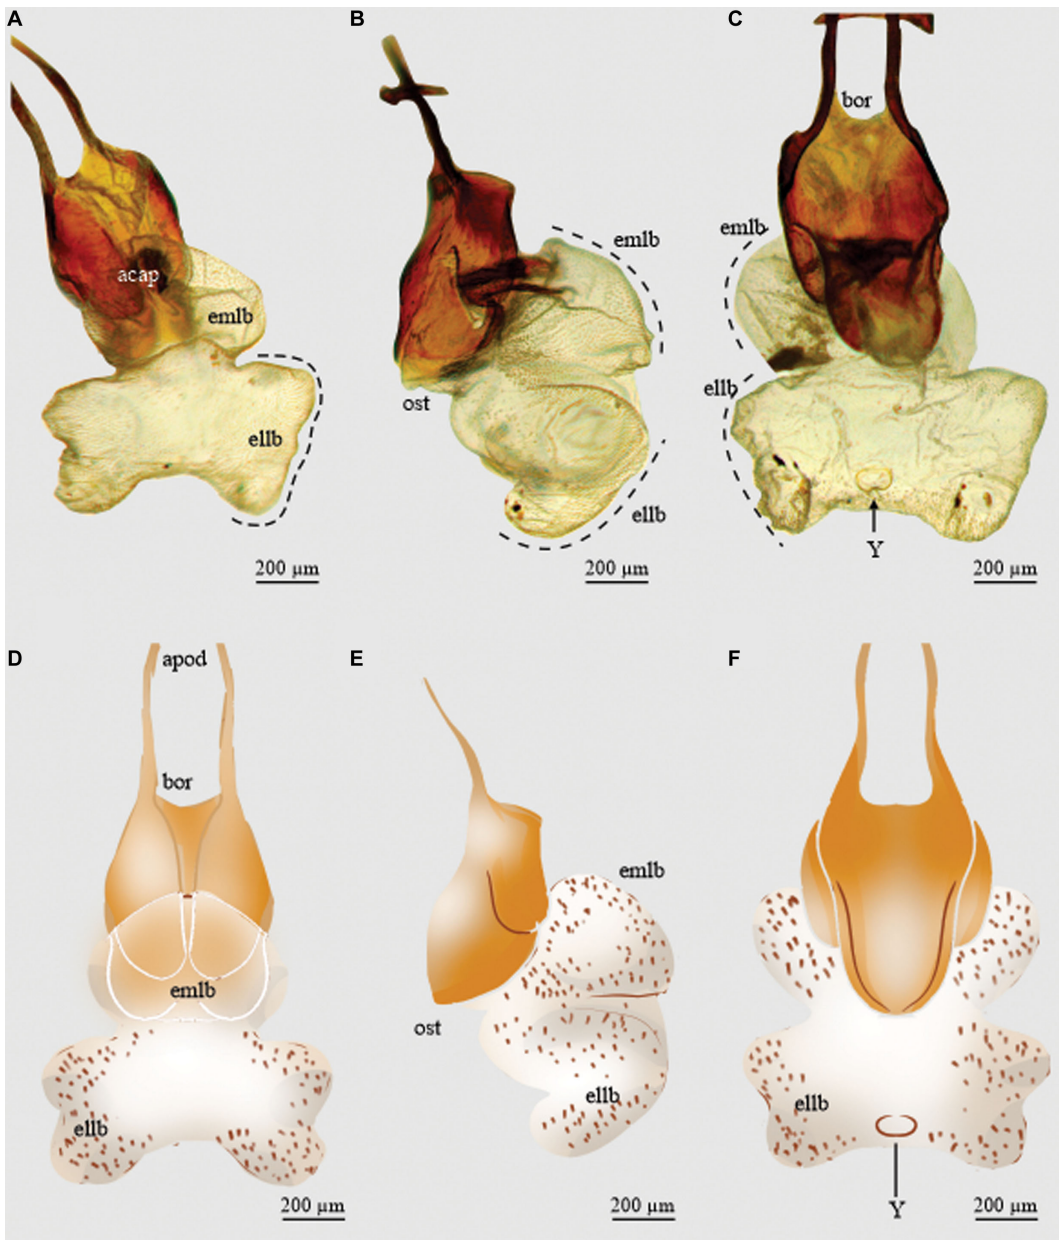 A
B
C
bor
emlb
emlb
acap
emlb
ellb
ost
ellb
ellb
Y
200 µm
200 µm
200 µm
D
E
F
apod
bor
emlb
emlb
ost
ellb
ellb
ellb
Y
200 µm
200 µm
200 µm